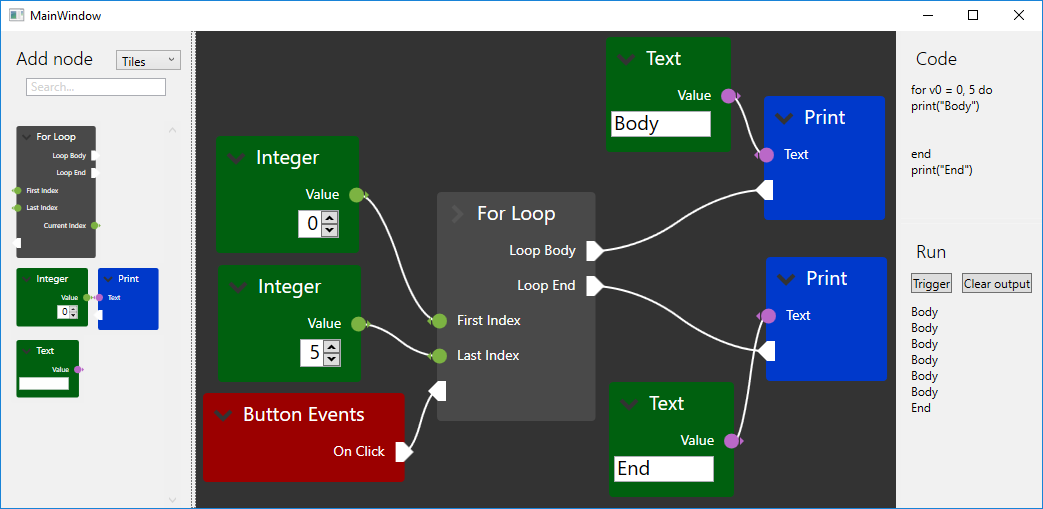 MainWindow
Add node
Tiles
Search...
For Loop
Loop Body
Loop End
First Index
Last Index
Current Index
Integer
Value
0
Print
Text
Text
Value
Integer
Value
0
Integer
Value
5
Button Events
On Click
For Loop
Loop Body
Loop End
First Index
Last Index
Text
Value
Body
Print
Text
Print
Text
Text
Value
End
Code
for v0 = 0, 5 do
print("Body")
end
print("End")
Run
Trigger
Clear output
Body
Body
Body
Body
Body
Body
End